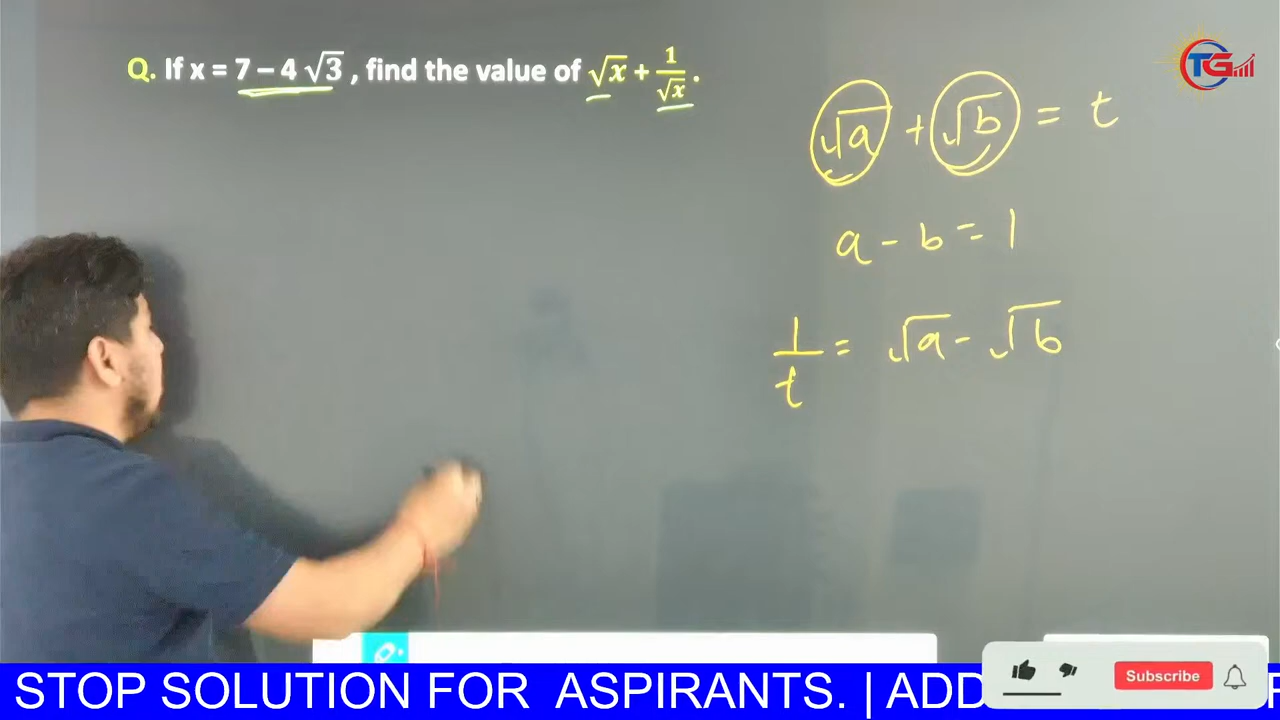 Q. If x = 7 – 4 √3 , find the value of √x + 1/√x .
TG
√a + √b = t
a - b = 1
1/t = √a - √b
STOP SOLUTION FOR ASPIRANTS. | ADD
Subscribe